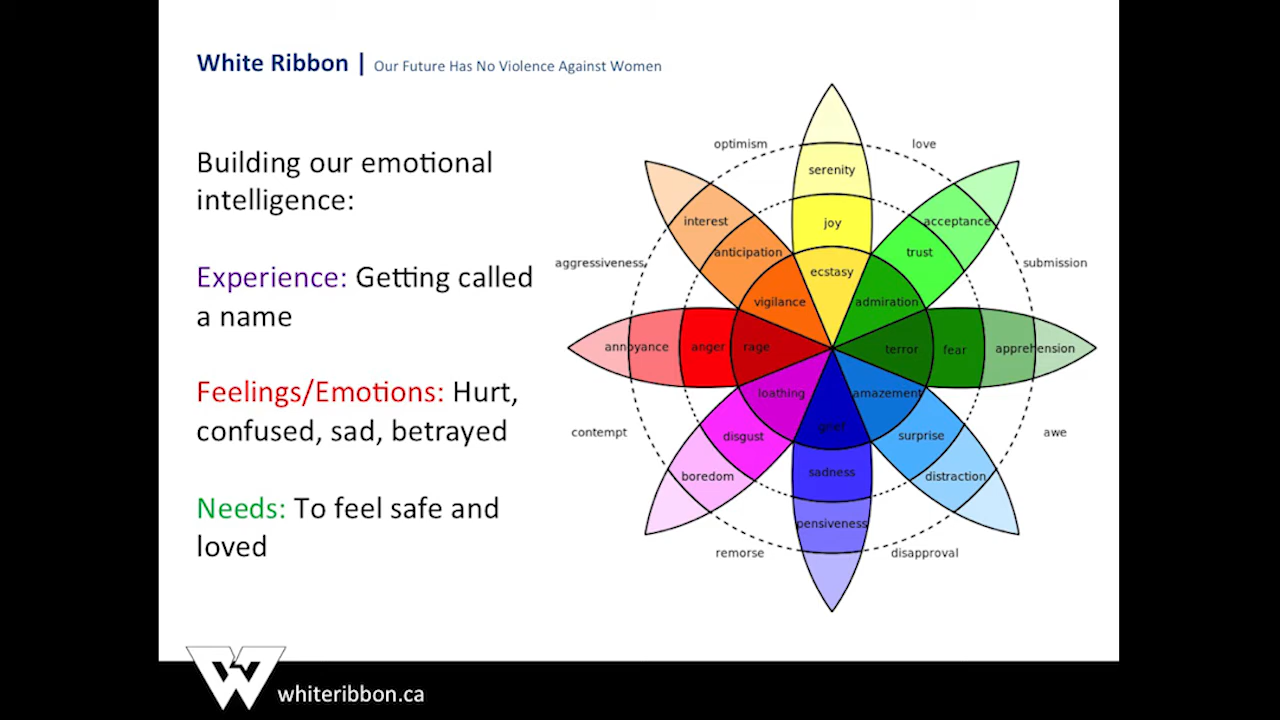 White Ribbon | Our Future Has No Violence Against Women
Building our emotional
intelligence:
Experience: Getting called
a name
Feelings/Emotions: Hurt,
confused, sad, betrayed
Needs: To feel safe and
loved
optimism
love
serenity
interest
joy
acceptance
anticipation
trust
aggressiveness
ecstasy
submission
vigilance
admiration
annoyance
anger
rage
terror
fear
apprehension
loathing
amazement
contempt
disgust
grief
surprise
awe
boredom
sadness
distraction
pensiveness
remorse
disapproval
whiteribbon.ca